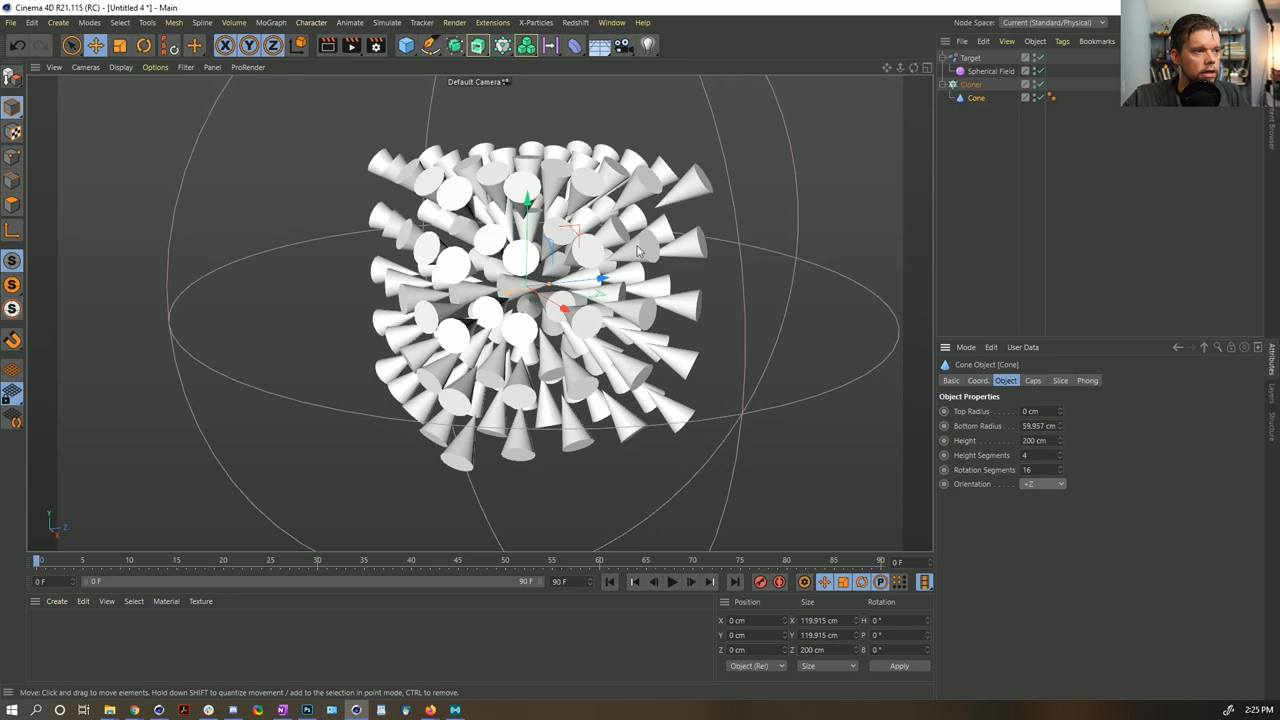 Cinema 4D R21.115 (RC) - [Untitled 4 *] - Main
File Edit Create Modes Select Tools Mesh Spline Volume MoGraph Character Animate Simulate Tracker Render Extensions X-Particles Redshift Window Help
Node Space: Current (Standard/Physical)
X Y Z
View Cameras Display Options Filter Panel ProRender
File Edit View Object Tags Bookmarks
Default Camera
Target
Spherical Field
Cloner
Cone
Content Browser
Mode Edit User Data
Attributes
Layers
Structure
Cone Object [Cone]
Basic Coord. Object Caps Slice Phong
Object Properties
Top Radius 0 cm
Bottom Radius 59.957 cm
Height 200 cm
Height Segments 4
Rotation Segments 16
Orientation +Z
Y
Z
X
0 5 10 15 20 25 30 35 40 45 50 55 60 65 70 75 80 85 90 0 F
0 F 0 F 90 F 90 F
Create Edit View Select Material Texture
Position Size Rotation
X 0 cm X 119.915 cm H 0 °
Y 0 cm Y 119.915 cm P 0 °
Z 0 cm Z 200 cm B 0 °
Object (Rel) Size Apply
Move: Click and drag to move elements. Hold down SHIFT to quantize movement / add to the selection in point mode, CTRL to remove.
2:25 PM